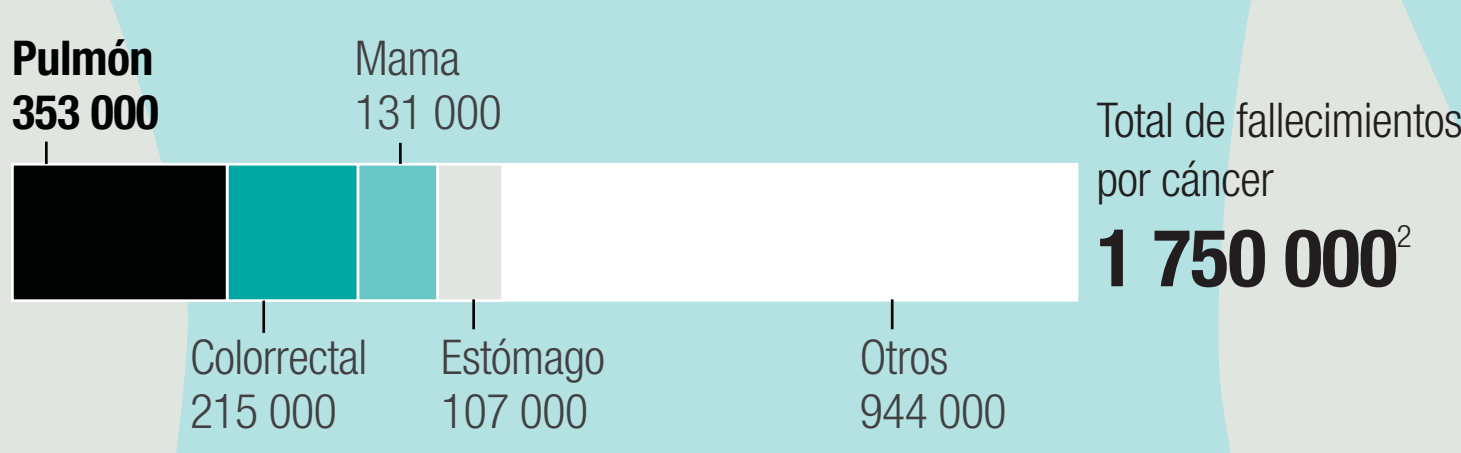 Pulmón
353 000
Mama
131 000
Total de fallecimientos
por cáncer
1 750 000²
Colorrectal
215 000
Estómago
107 000
Otros
944 000